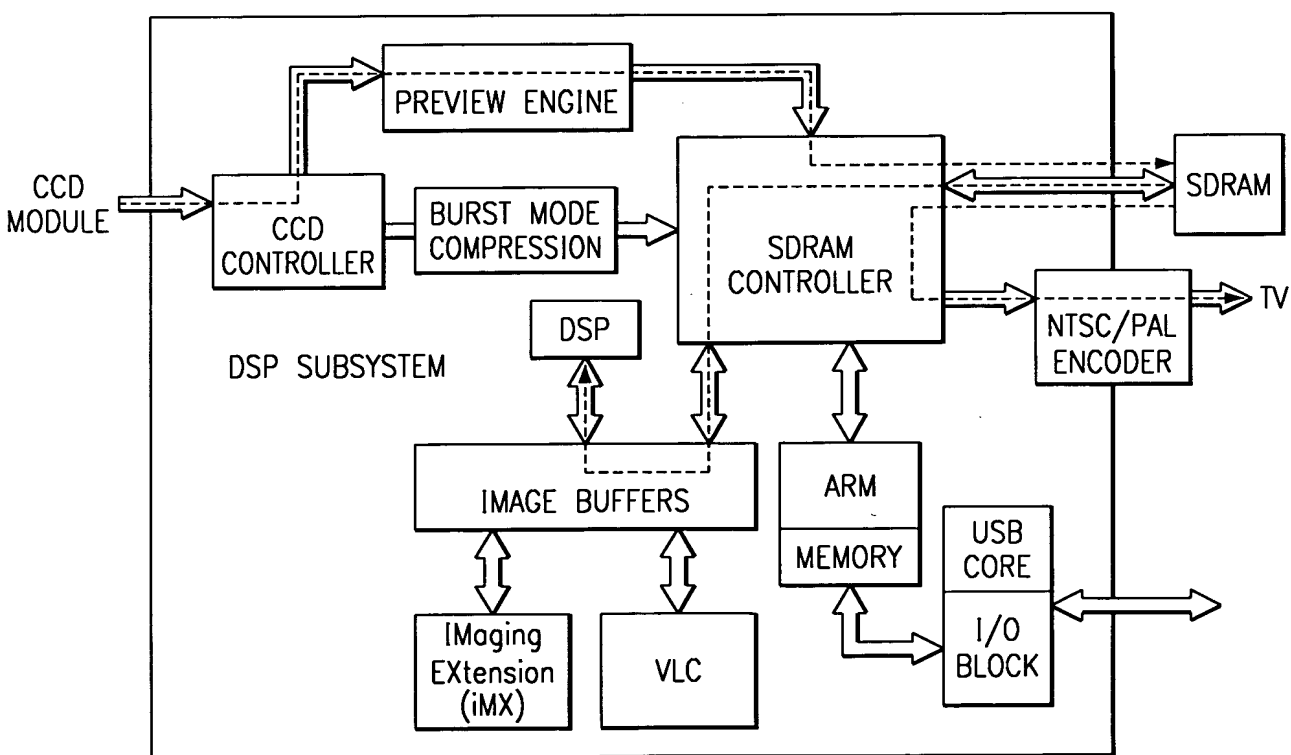 PREVIEW ENGINE
CCD
MODULE
CCD
CONTROLLER
BURST MODE
COMPRESSION
SDRAM
CONTROLLER
SDRAM
NTSC/PAL
ENCODER
TV
DSP
DSP SUBSYSTEM
IMAGE BUFFERS
ARM
MEMORY
USB
CORE
I/O
BLOCK
IMaging
EXtension
(iMX)
VLC